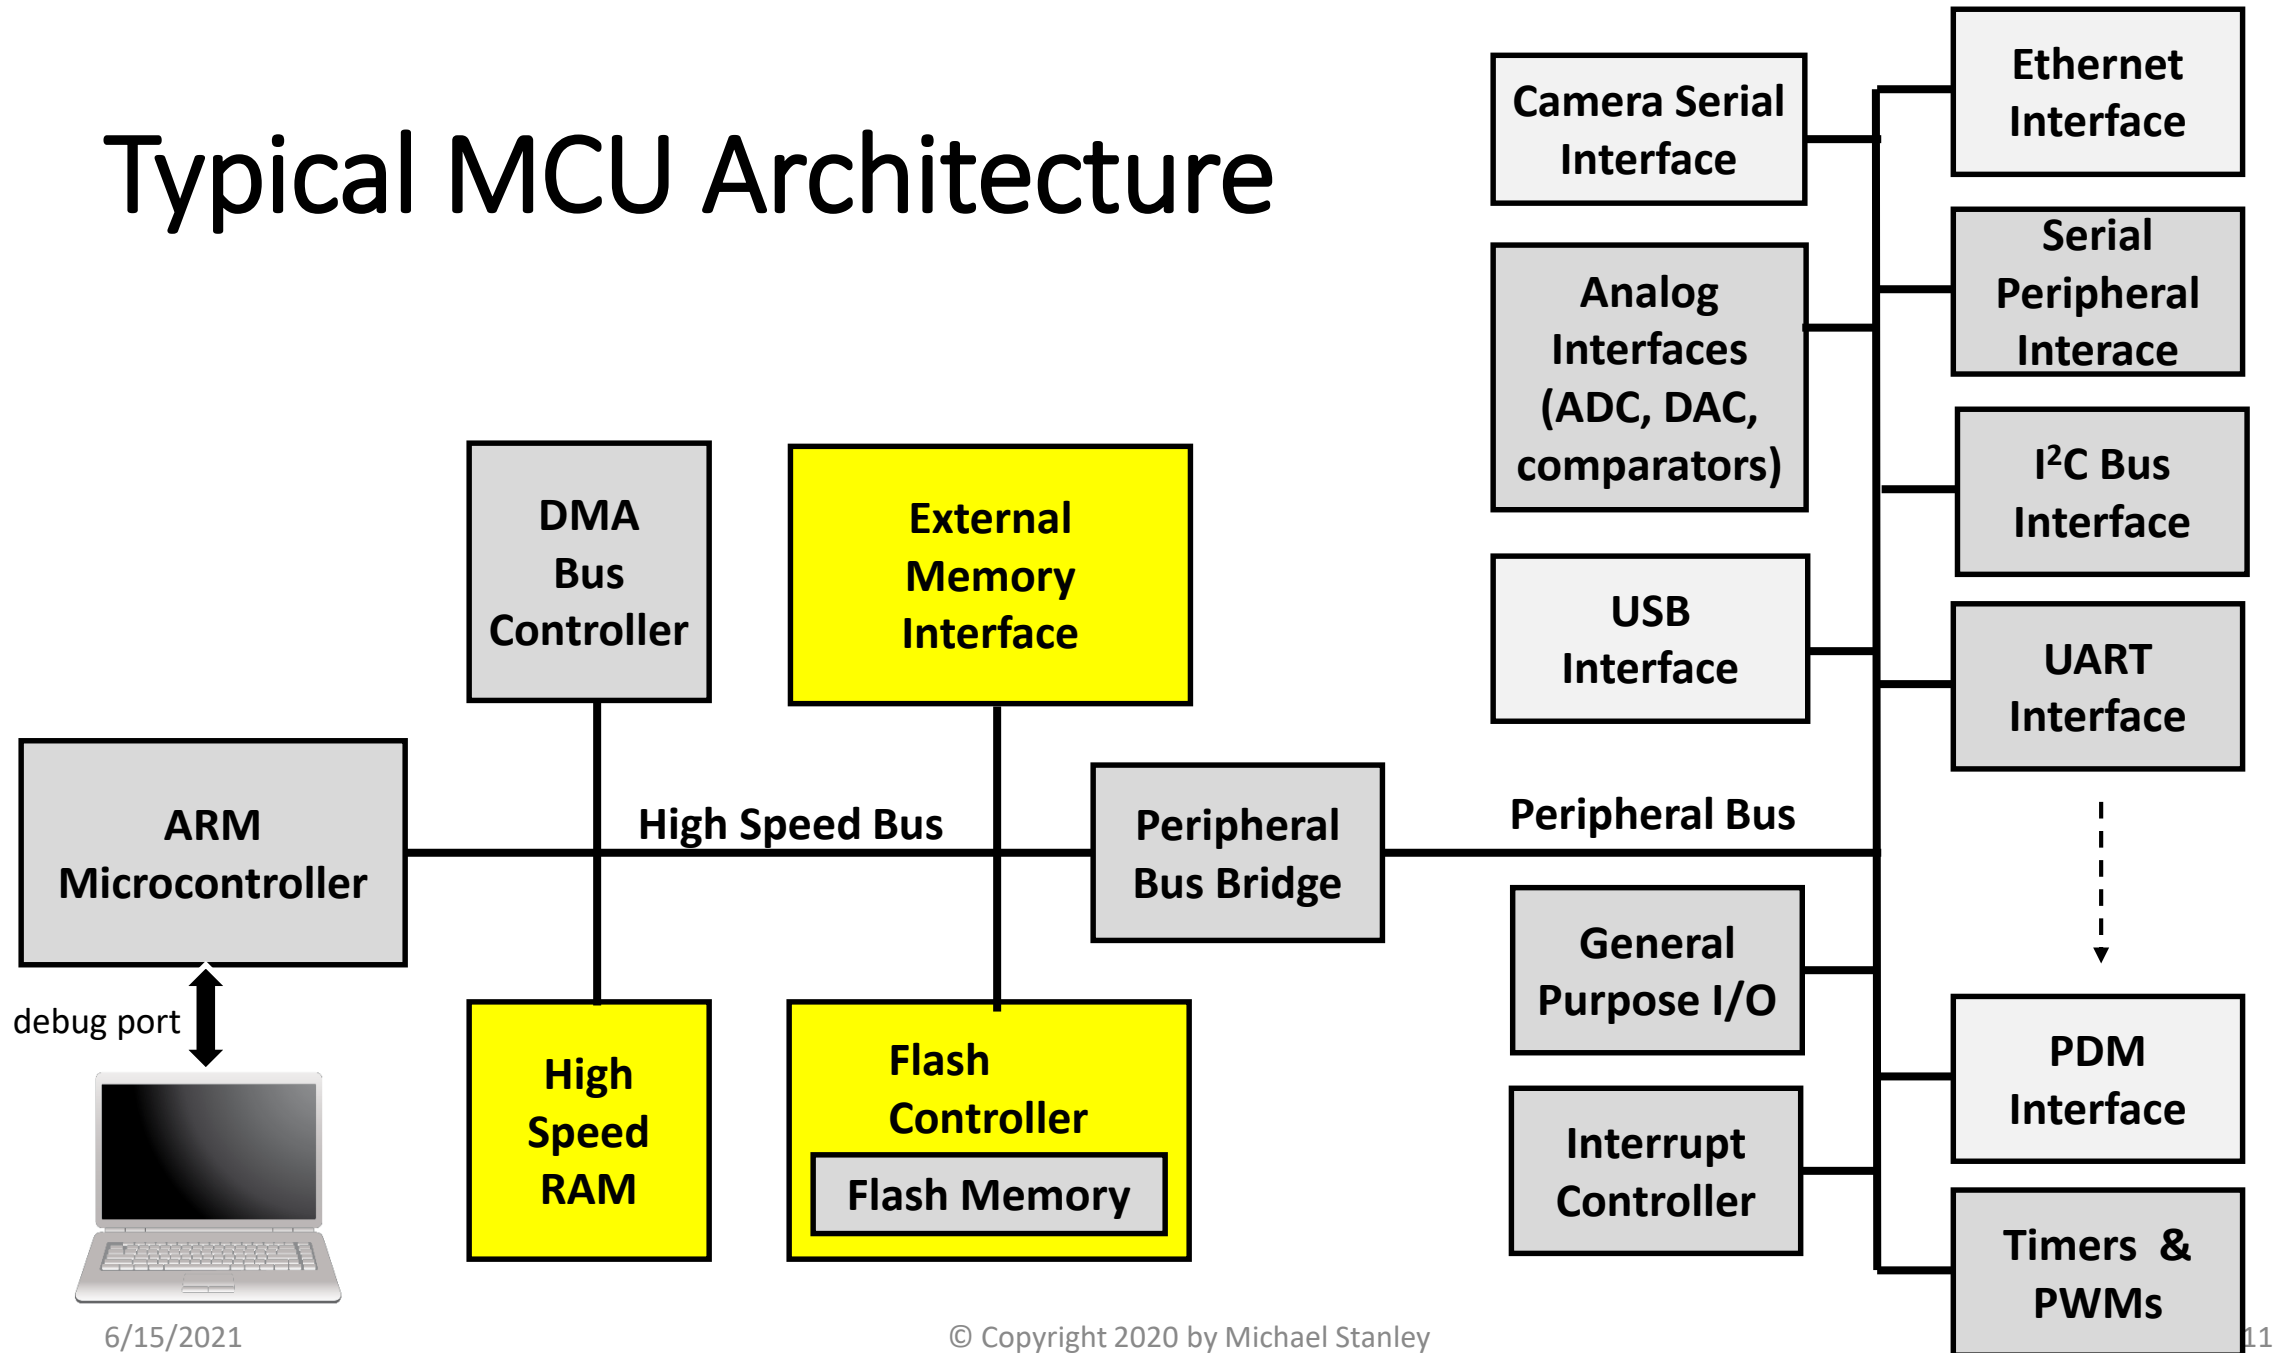 Typical MCU Architecture
Camera Serial
Interface
Ethernet
Interface
Analog
Interfaces
(ADC, DAC,
comparators)
Serial
Peripheral
Interace
I²C Bus
Interface
DMA
Bus
Controller
External
Memory
Interface
USB
Interface
UART
Interface
ARM
Microcontroller
High Speed Bus
Peripheral
Bus Bridge
Peripheral Bus
General
Purpose I/O
debug port
High
Speed
RAM
Flash
Controller
Flash Memory
Interrupt
Controller
PDM
Interface
Timers & 
PWMs
6/15/2021
© Copyright 2020 by Michael Stanley
11